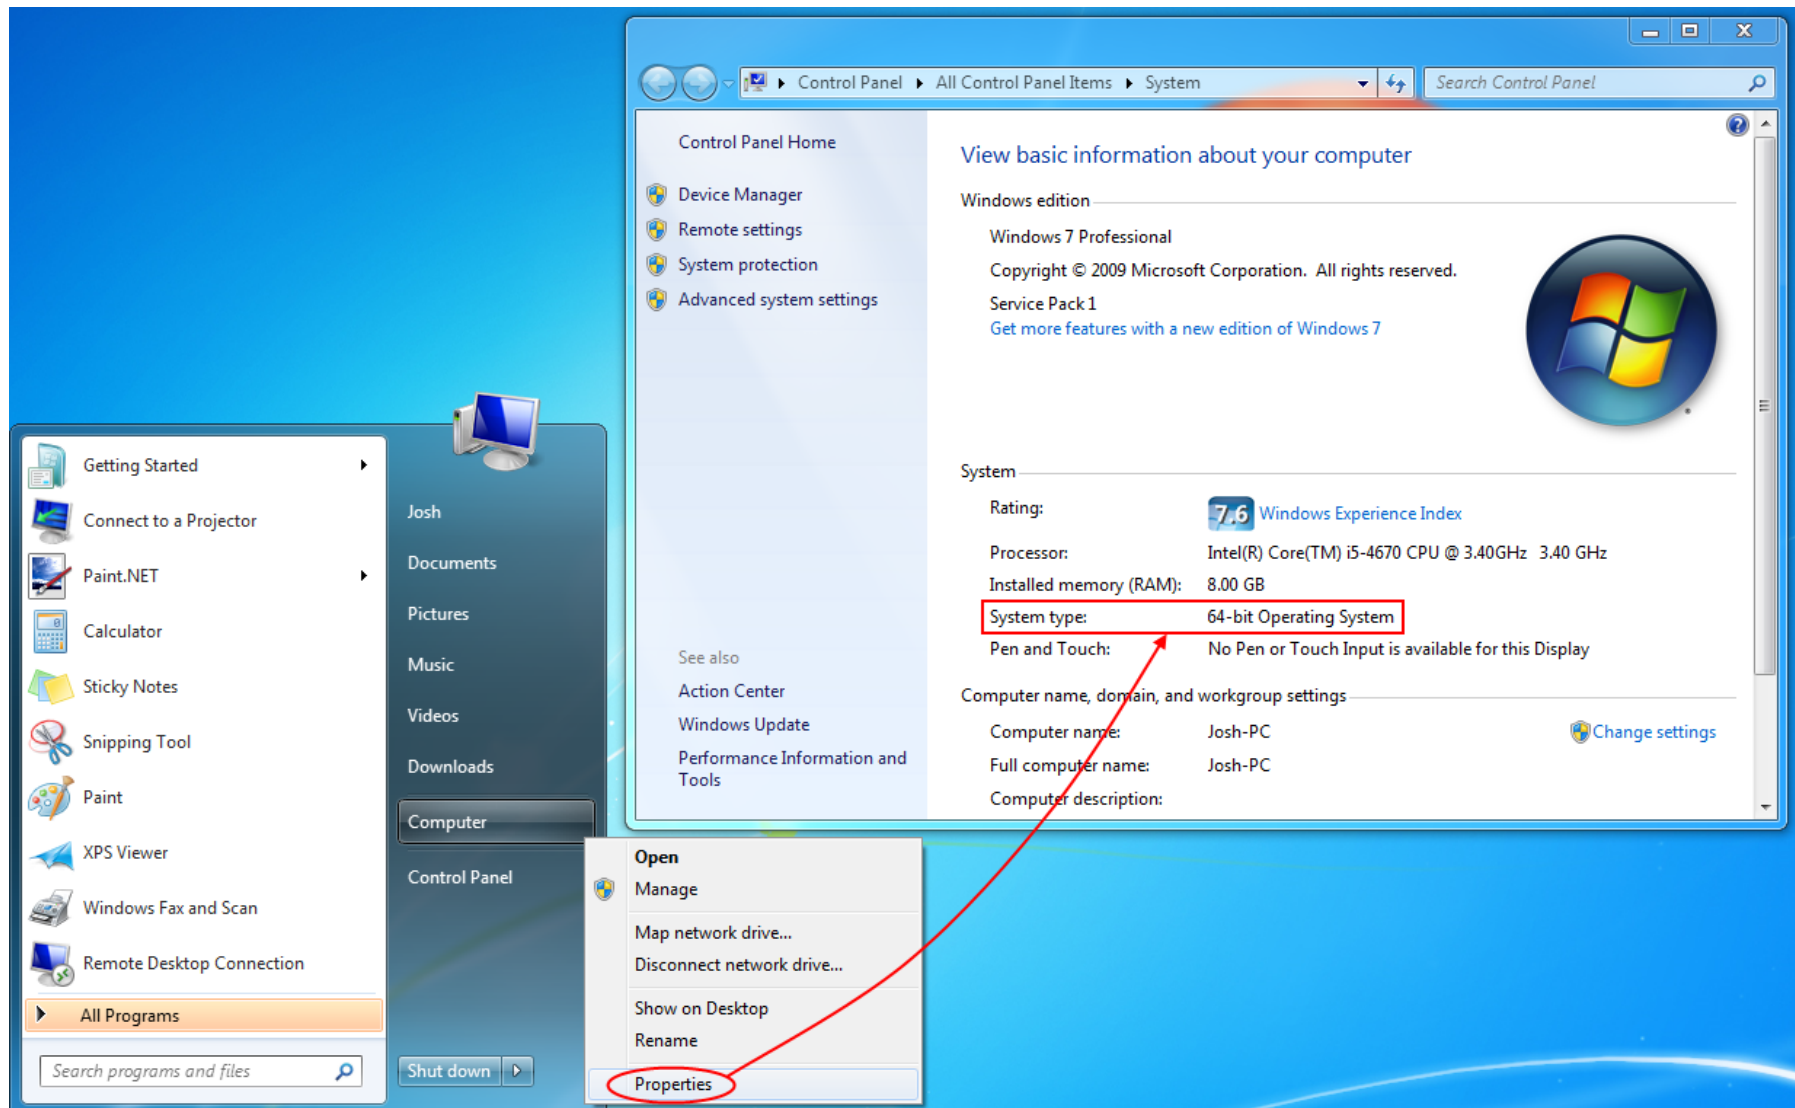 Control Panel
All Control Panel Items
System
Search Control Panel
Control Panel Home
Device Manager
Remote settings
System protection
Advanced system settings
See also
Action Center
Windows Update
Performance Information and
Tools
View basic information about your computer
Windows edition
Windows 7 Professional
Copyright © 2009 Microsoft Corporation. All rights reserved.
Service Pack 1
Get more features with a new edition of Windows 7
System
Rating: 7.6 Windows Experience Index
Processor: Intel(R) Core(TM) i5-4670 CPU @ 3.40GHz 3.40 GHz
Installed memory (RAM): 8.00 GB
System type: 64-bit Operating System
Pen and Touch: No Pen or Touch Input is available for this Display
Computer name, domain, and workgroup settings
Computer name: Josh-PC Change settings
Full computer name: Josh-PC
Computer description:
Getting Started
Connect to a Projector
Paint.NET
Calculator
Sticky Notes
Snipping Tool
Paint
XPS Viewer
Windows Fax and Scan
Remote Desktop Connection
All Programs
Search programs and files
Josh
Documents
Pictures
Music
Videos
Downloads
Computer
Control Panel
Shut down
Open
Manage
Map network drive...
Disconnect network drive...
Show on Desktop
Rename
Properties